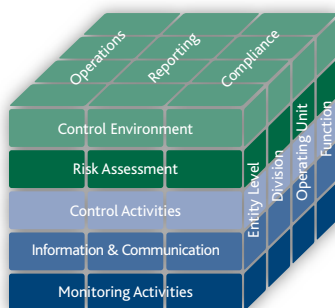 Operations
Reporting
Compliance
Control Environment
Risk Assessment
Control Activities
Information & Communication
Monitoring Activities
Entity Level
Division
Operating Unit
Function